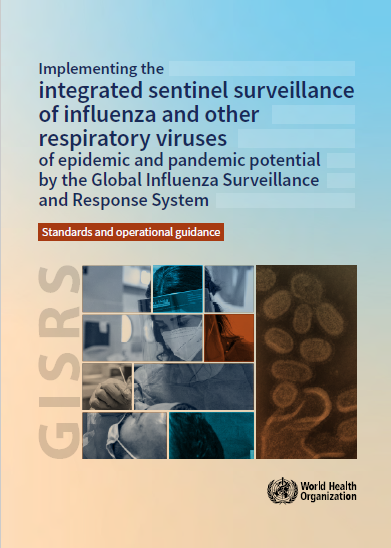 Implementing the
integrated sentinel surveillance
of influenza and other
respiratory viruses
of epidemic and pandemic potential
by the Global Influenza Surveillance
and Response System
Standards and operational guidance
GISRS
World Health
Organization